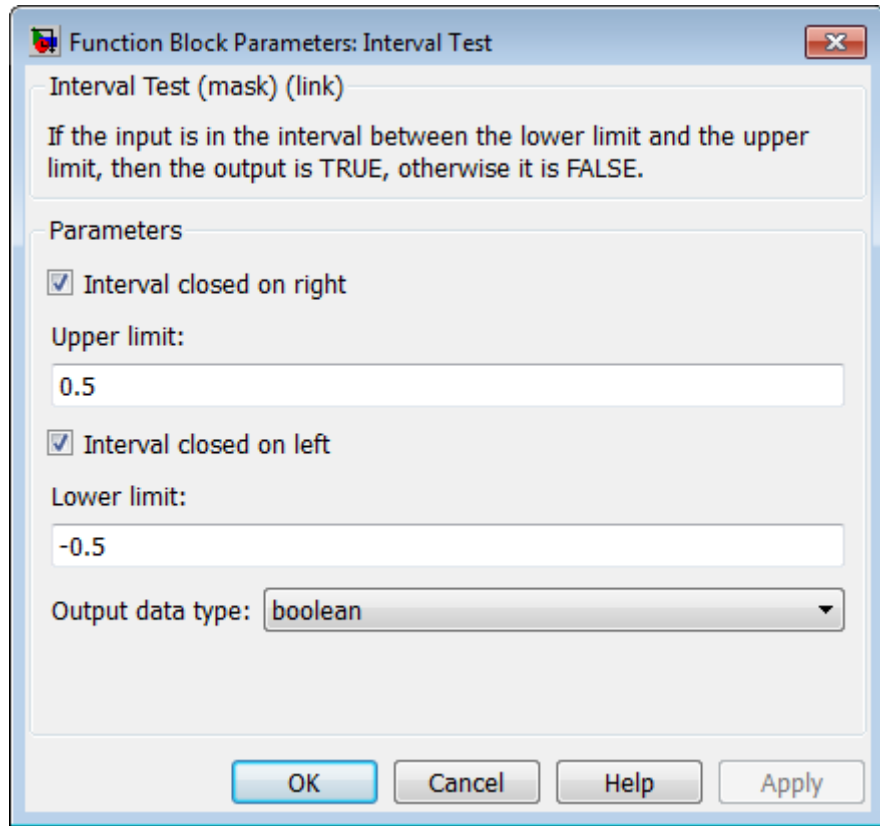 Function Block Parameters: Interval Test
Interval Test (mask) (link)
If the input is in the interval between the lower limit and the upper
limit, then the output is TRUE, otherwise it is FALSE.
Parameters
Interval closed on right
Upper limit:
0.5
Interval closed on left
Lower limit:
-0.5
Output data type: boolean
OK Cancel Help Apply